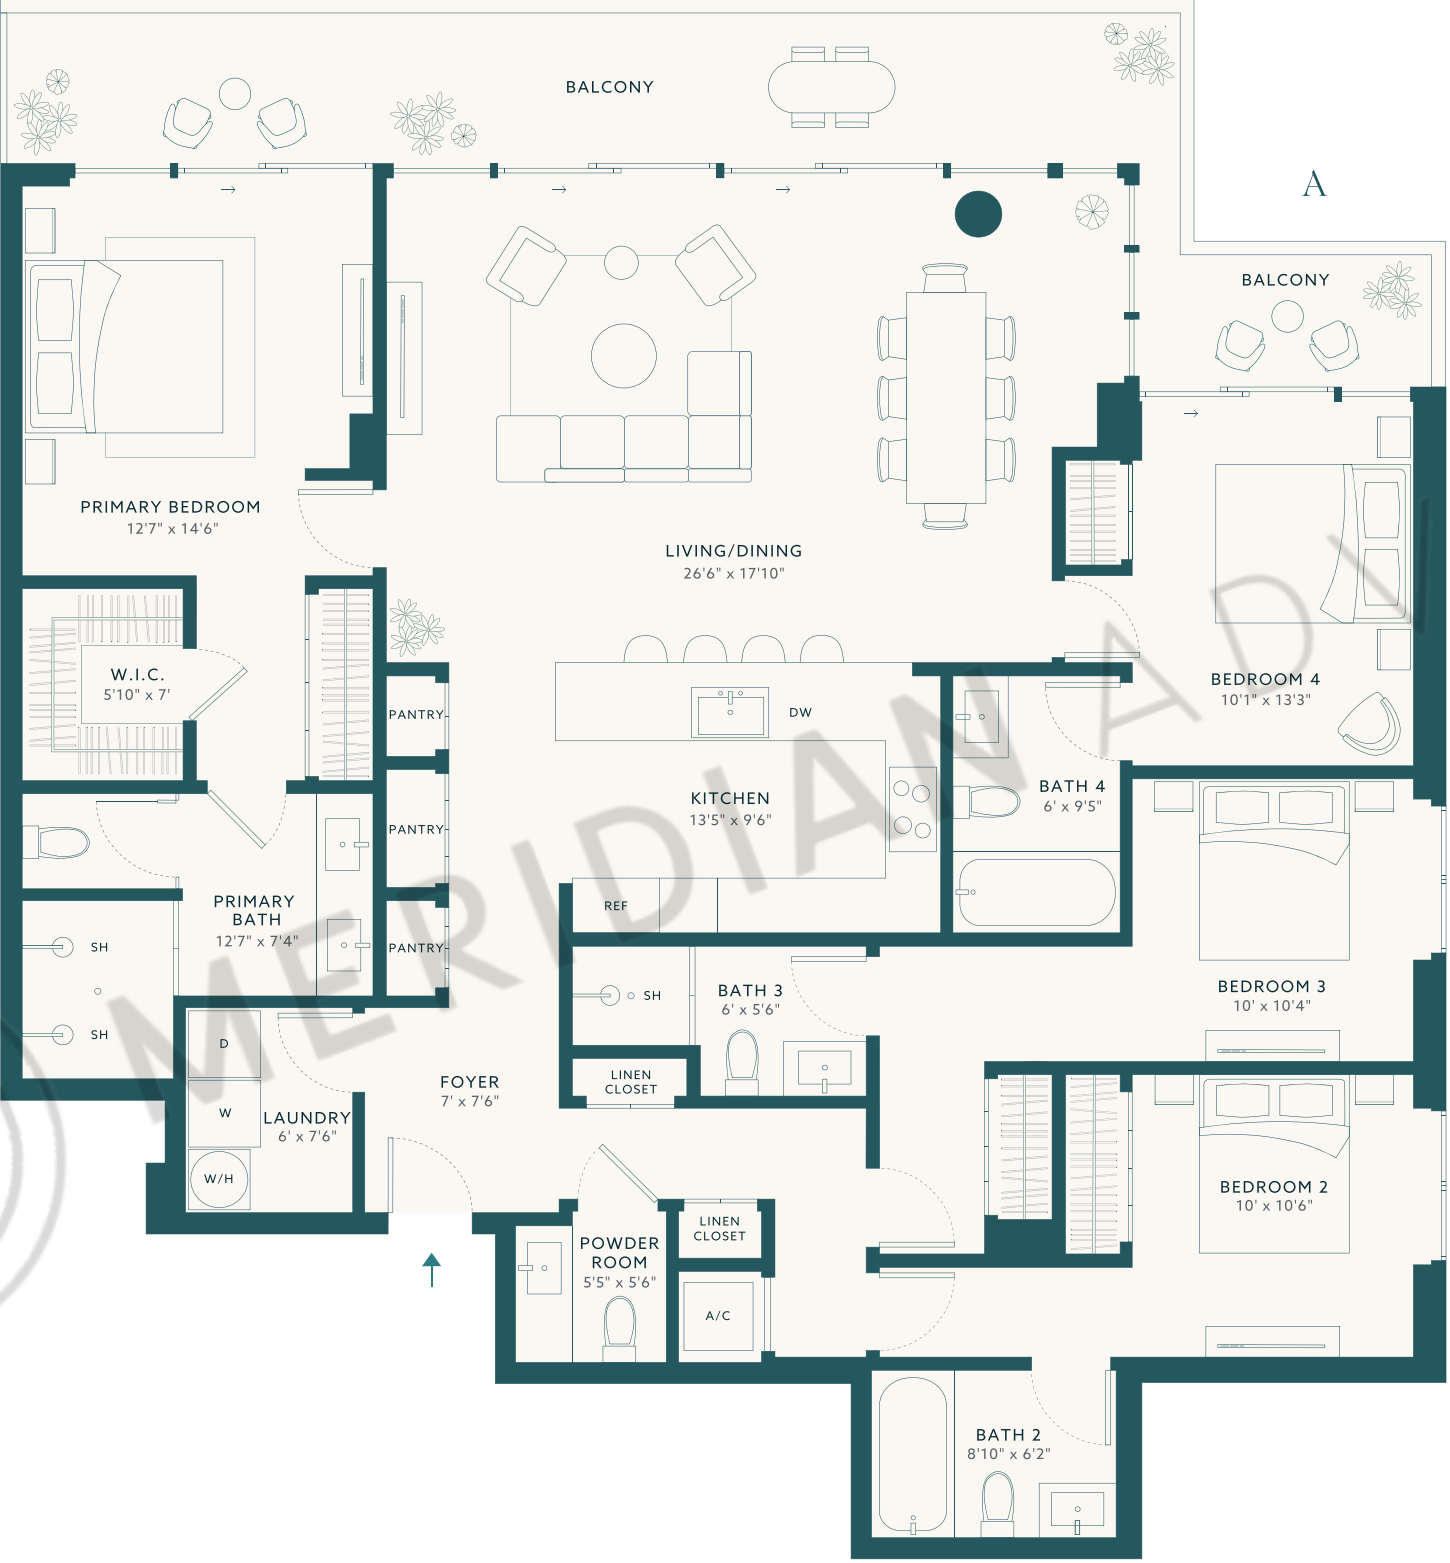 BALCONY
A
BALCONY
PRIMARY BEDROOM
12'7" x 14'6"
LIVING/DINING
26'6" x 17'10"
W.I.C.
5'10" x 7'
BEDROOM 4
10'1" x 13'3"
PANTRY
DW
KITCHEN
13'5" x 9'6"
BATH 4
6' x 9'5"
PANTRY
PRIMARY
BATH
12'7" x 7'4"
REF
PANTRY
SH
SH
SH
BATH 3
6' x 5'6"
BEDROOM 3
10' x 10'4"
D
W
LAUNDRY
6' x 7'6"
W/H
FOYER
7' x 7'6"
LINEN
CLOSET
BEDROOM 2
10' x 10'6"
POWDER
ROOM
5'5" x 5'6"
LINEN
CLOSET
A/C
BATH 2
8'10" x 6'2"
MERIDIAN ADV